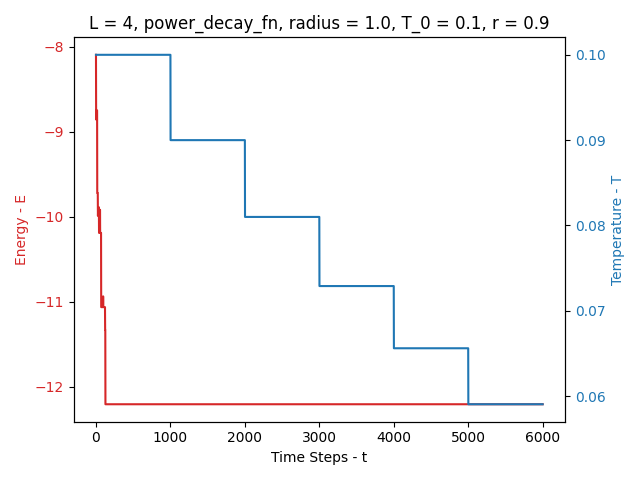 L = 4, power_decay_fn, radius = 1.0, T_0 = 0.1, r = 0.9
−8
−9
−10
−11
−12
Energy - E
0.10
0.09
0.08
0.07
0.06
Temperature - T
0 1000 2000 3000 4000 5000 6000
Time Steps - t